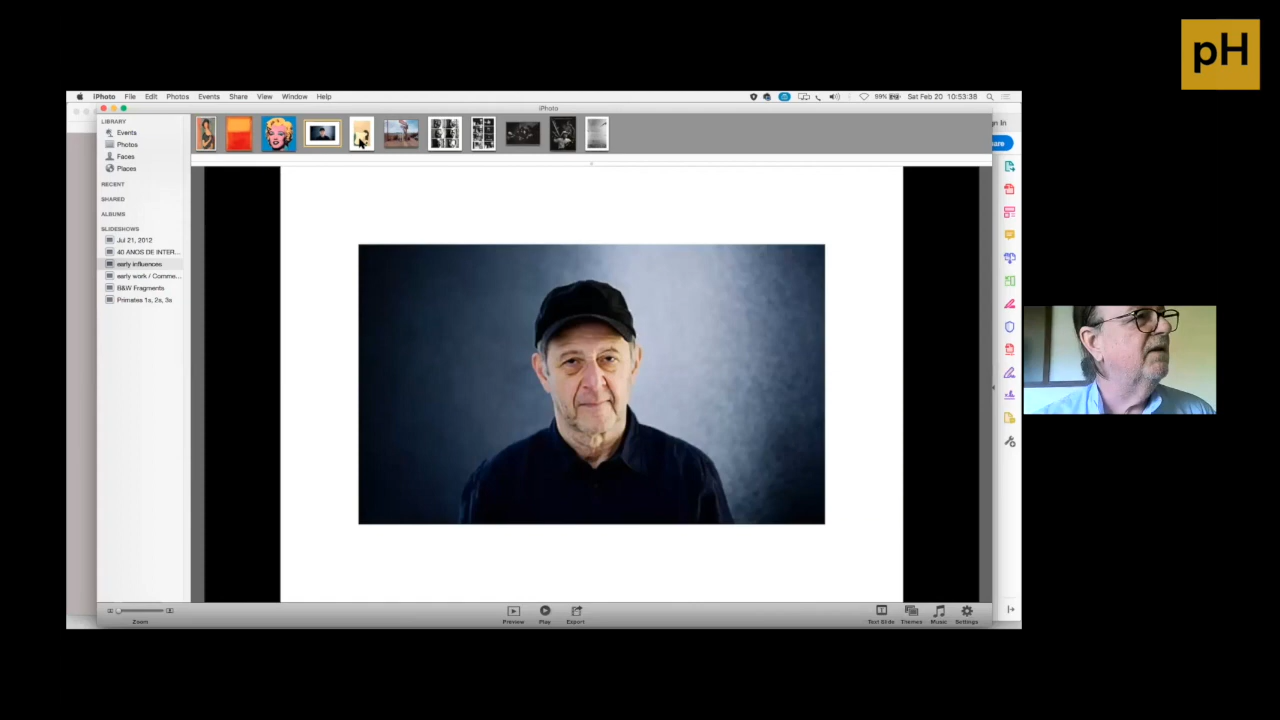 pH
iPhoto File Edit Photos Events Share View Window Help
99% Sat Feb 20 10:53:38
iPhoto
LIBRARY
Events
Photos
Faces
Places
RECENT
SHARED
ALBUMS
SLIDESHOWS
Jul 21, 2012
40 ANOS DE INTER...
early influences
early work / Comme...
B&W Fragments
Primates 1s, 2s, 3s
Zoom
Preview Play Export
Text Slide Themes Music Settings